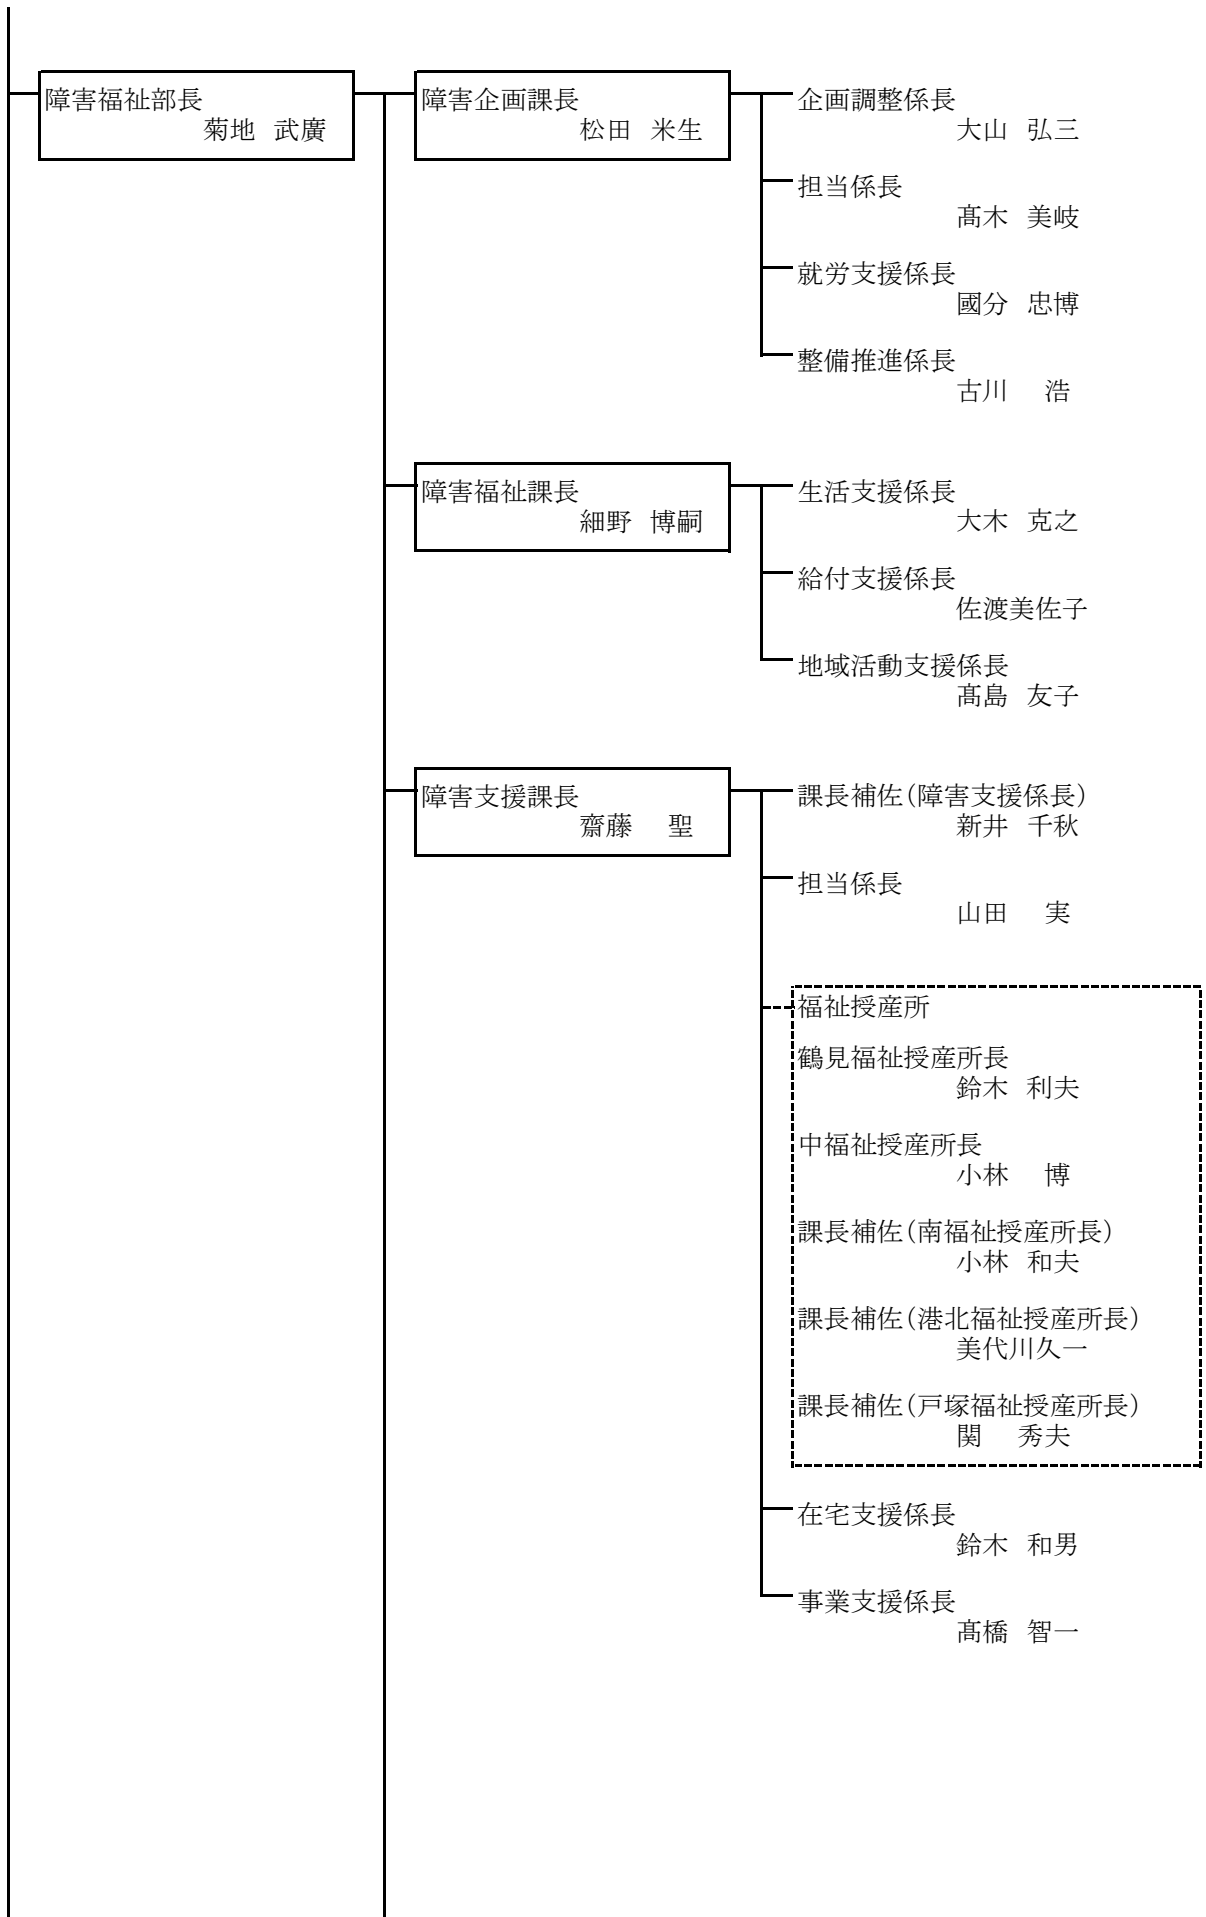 障害福祉部長
菊地 武廣
障害企画課長
松田 米生
企画調整係長
大山 弘三
担当係長
髙木 美岐
就労支援係長
國分 忠博
整備推進係長
古川 浩
障害福祉課長
細野 博嗣
生活支援係長
大木 克之
給付支援係長
佐渡美佐子
地域活動支援係長
髙島 友子
障害支援課長
齋藤 聖
課長補佐(障害支援係長)
新井 千秋
担当係長
山田 実
福祉授産所
鶴見福祉授産所長
鈴木 利夫
中福祉授産所長
小林 博
課長補佐(南福祉授産所長)
小林 和夫
課長補佐(港北福祉授産所長)
美代川久一
課長補佐(戸塚福祉授産所長)
関 秀夫
在宅支援係長
鈴木 和男
事業支援係長
髙橋 智一